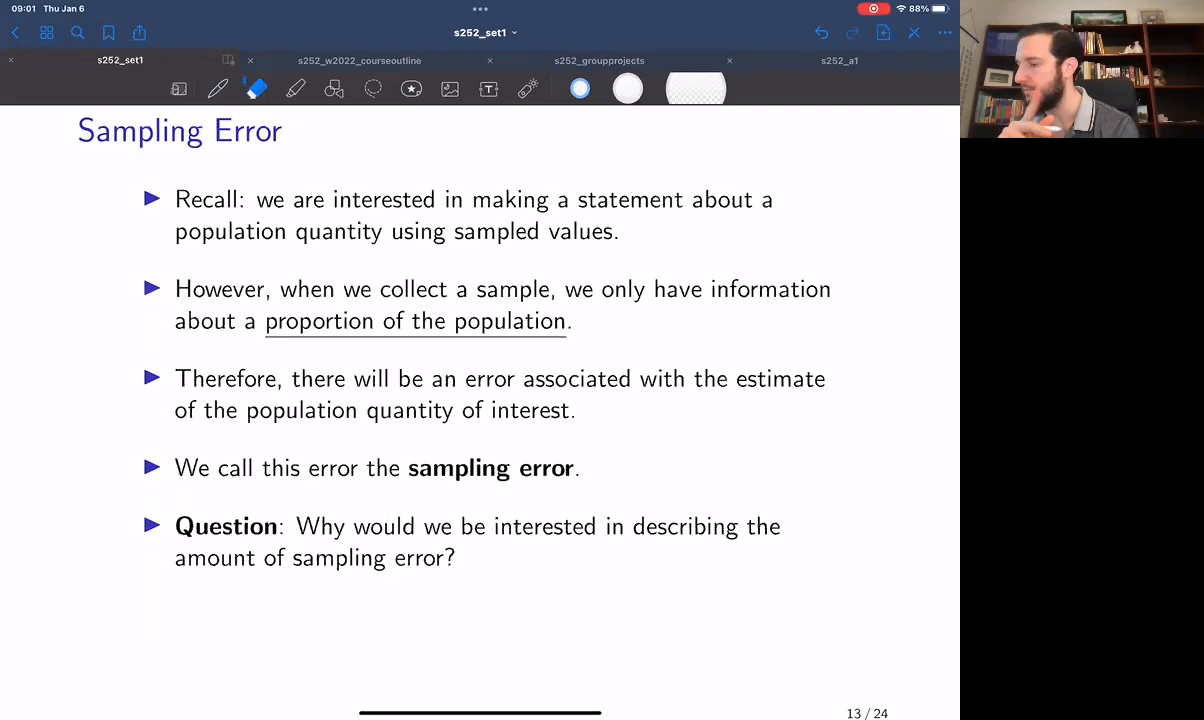 09:01 Thu Jan 6
88%
s252_set1
s252_set1
s252_w2022_courseoutline
s252_groupprojects
s252_a1
T
Sampling Error
Recall: we are interested in making a statement about a
population quantity using sampled values.
However, when we collect a sample, we only have information
about a proportion of the population.
Therefore, there will be an error associated with the estimate
of the population quantity of interest.
We call this error the sampling error.
Question: Why would we be interested in describing the
amount of sampling error?
13 / 24